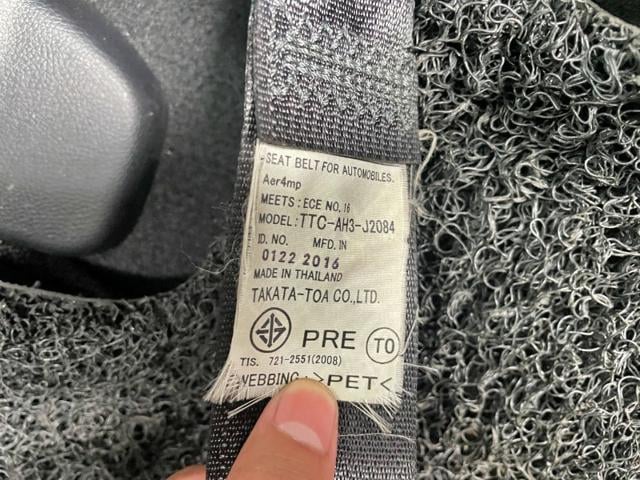 SEAT BELT FOR AUTOMOBILES.
Aer4mp
MEETS: ECE NO. 16
MODEL: TTC-AH3-J2084
ID. NO. MFD. IN
0122 2016
MADE IN THAILAND
TAKATA-TOA CO., LTD.
PRE TO
TIS. 721-2551(2008)
WEBBING >PET<